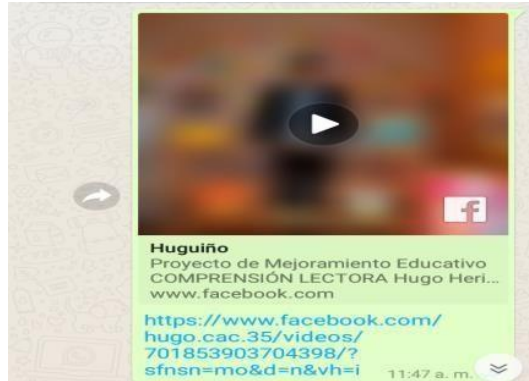 Huguiño
Proyecto de Mejoramiento Educativo
COMPRENSIÓN LECTORA Hugo Heri...
www.facebook.com
https://www.facebook.com/
hugo.cac.35/videos/
701853903704398/?
sfnsn=mo&d=n&vh=i
11:47 a. m.